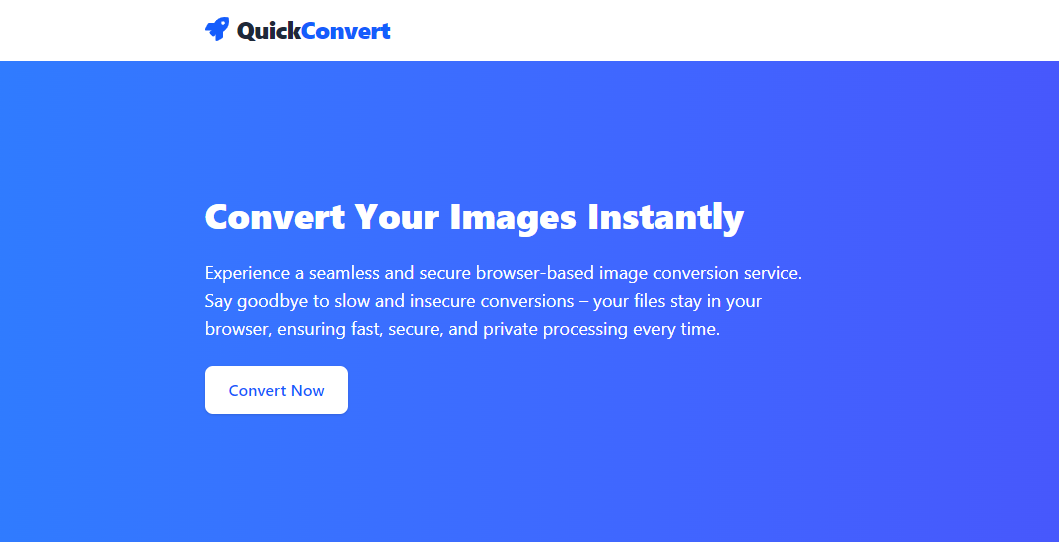 QuickConvert
Convert Your Images Instantly
Experience a seamless and secure browser-based image conversion service.
Say goodbye to slow and insecure conversions – your files stay in your
browser, ensuring fast, secure, and private processing every time.
Convert Now